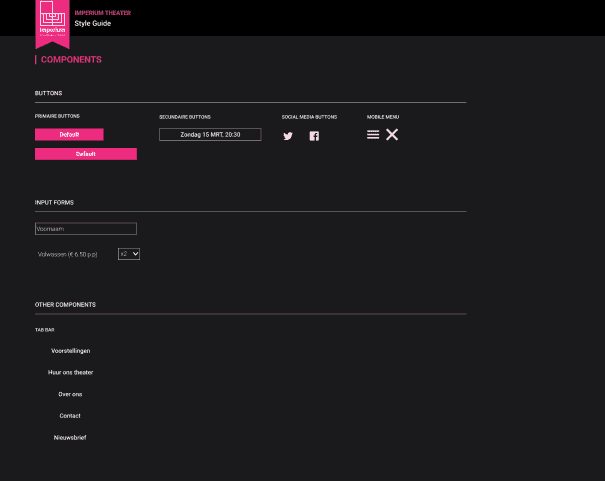 IMPERIUM THEATER
Style Guide
imperium
COMPONENTS
BUTTONS
PRIMAIRE BUTTONS
SECUNDAIRE BUTTONS
SOCIAL MEDIA BUTTONS
MOBILE MENU
Default
Zondag 15 MRT. 20:30
Default
INPUT FORMS
Voornaam
Volwassen (€ 6.50 p.p)
x2
OTHER COMPONENTS
TAB BAR
Voorstellingen
Huur ons theater
Over ons
Contact
Nieuwsbrief